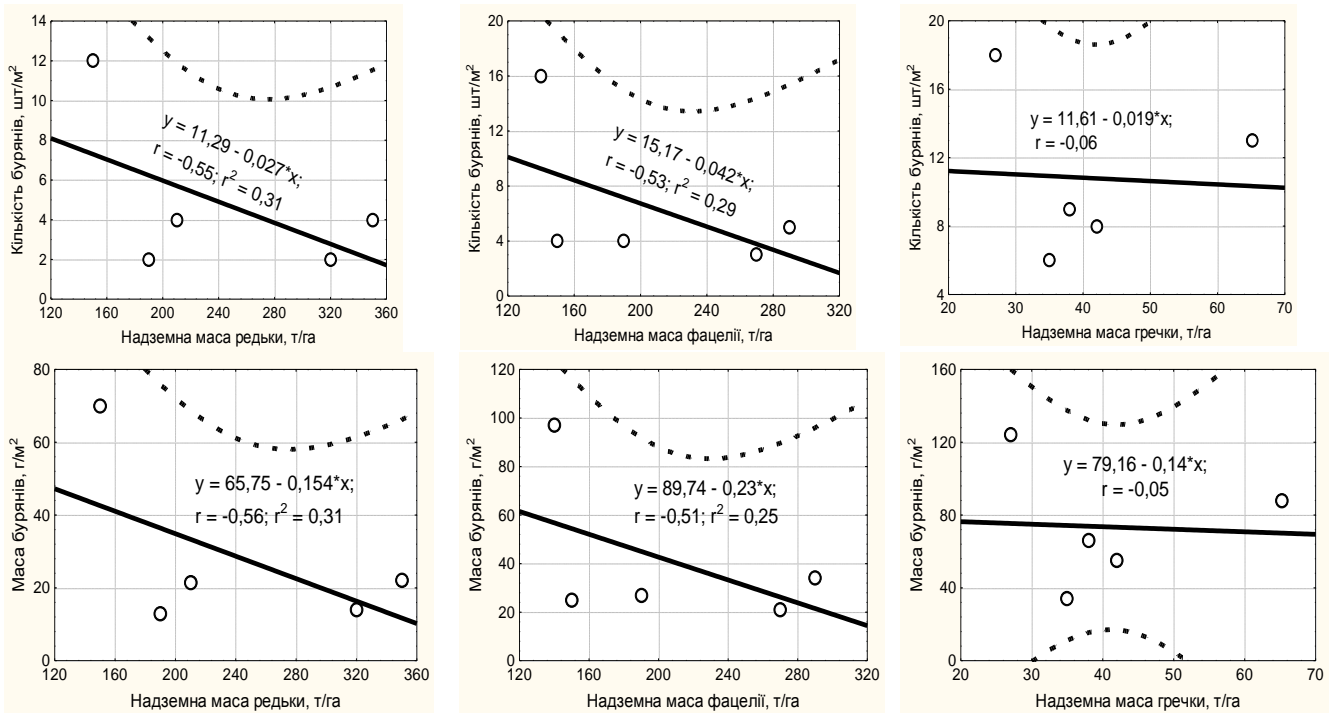 14
12
10
8
6
4
2
0
Кількість бурянів, шт/м²
y = 11,29 - 0,027*x;
r = -0,55; r² = 0,31
120 160 200 240 280 320 360
Надземна маса редьки, т/га
20
16
12
8
4
0
Кількість бурянів, шт/м²
y = 15,17 - 0,042*x;
r = -0,53; r² = 0,29
120 160 200 240 280 320
Надземна маса фацелії, т/га
20
16
12
8
4
Кількість бурянів, шт/м²
y = 11,61 - 0,019*x;
r = -0,06
20 30 40 50 60 70
Надземна маса гречки, т/га
80
60
40
20
0
Маса бурянів, г/м²
y = 65,75 - 0,154*x;
r = -0,56; r² = 0,31
120 160 200 240 280 320 360
Надземна маса редьки, т/га
120
100
80
60
40
20
0
Маса бурянів, г/м²
y = 89,74 - 0,23*x;
r = -0,51; r² = 0,25
120 160 200 240 280 320
Надземна маса фацелії, т/га
160
120
80
40
0
Маса бурянів, г/м²
y = 79,16 - 0,14*x;
r = -0,05
20 30 40 50 60 70
Надземна маса гречки, т/га